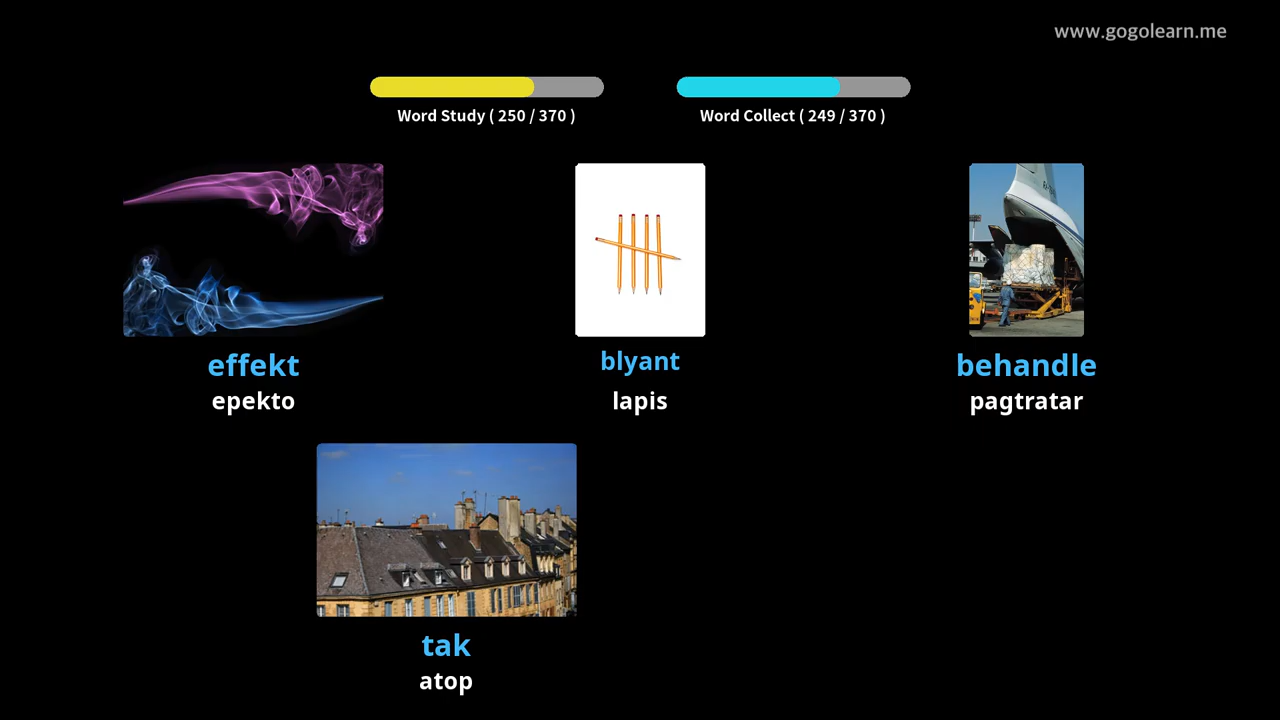 www.gogolearn.me
Word Study ( 250 / 370 )
Word Collect ( 249 / 370 )
effekt
epekto
blyant
lapis
behandle
pagtratar
tak
atop